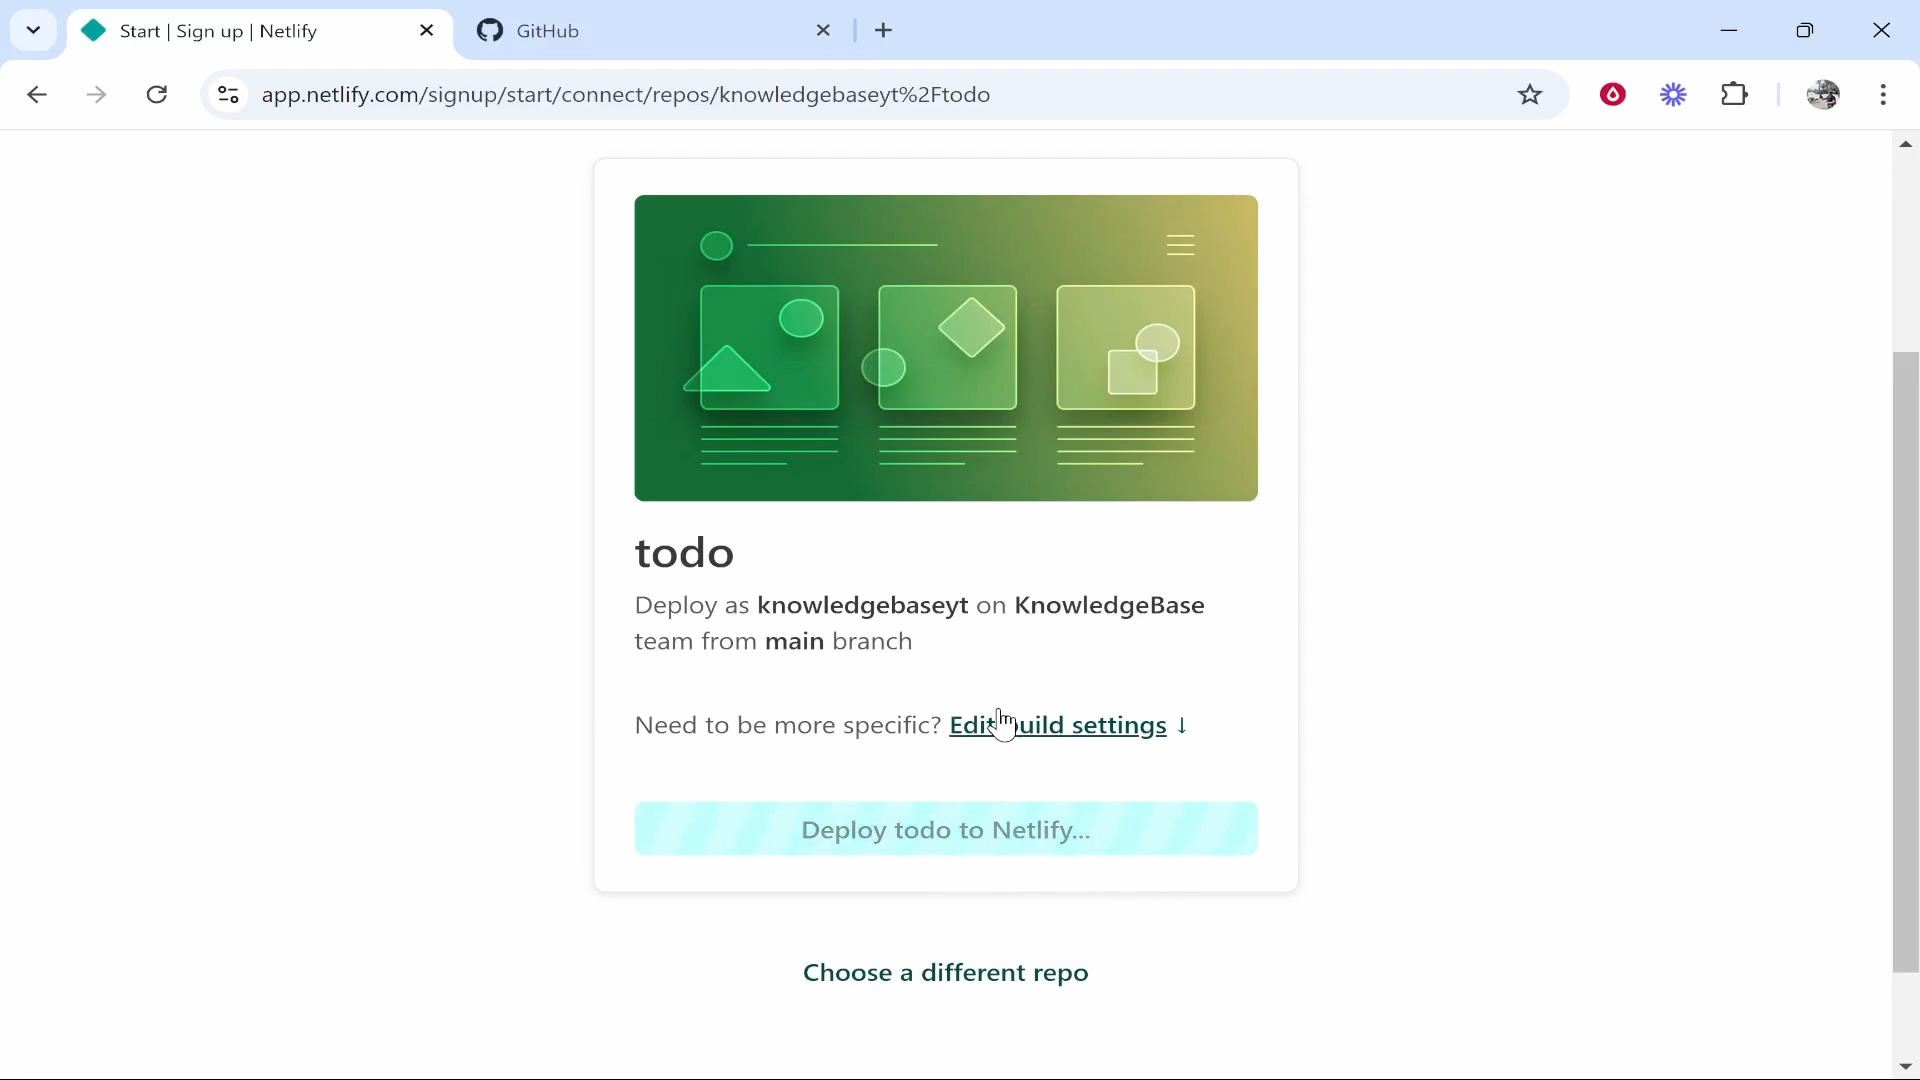 Start | Sign up | Netlify
GitHub
app.netlify.com/signup/start/connect/repos/knowledgebaseyt%2Ftodo
todo
Deploy as knowledgebaseyt on KnowledgeBase
team from main branch
Need to be more specific? Edit build settings ↓
Deploy todo to Netlify...
Choose a different repo